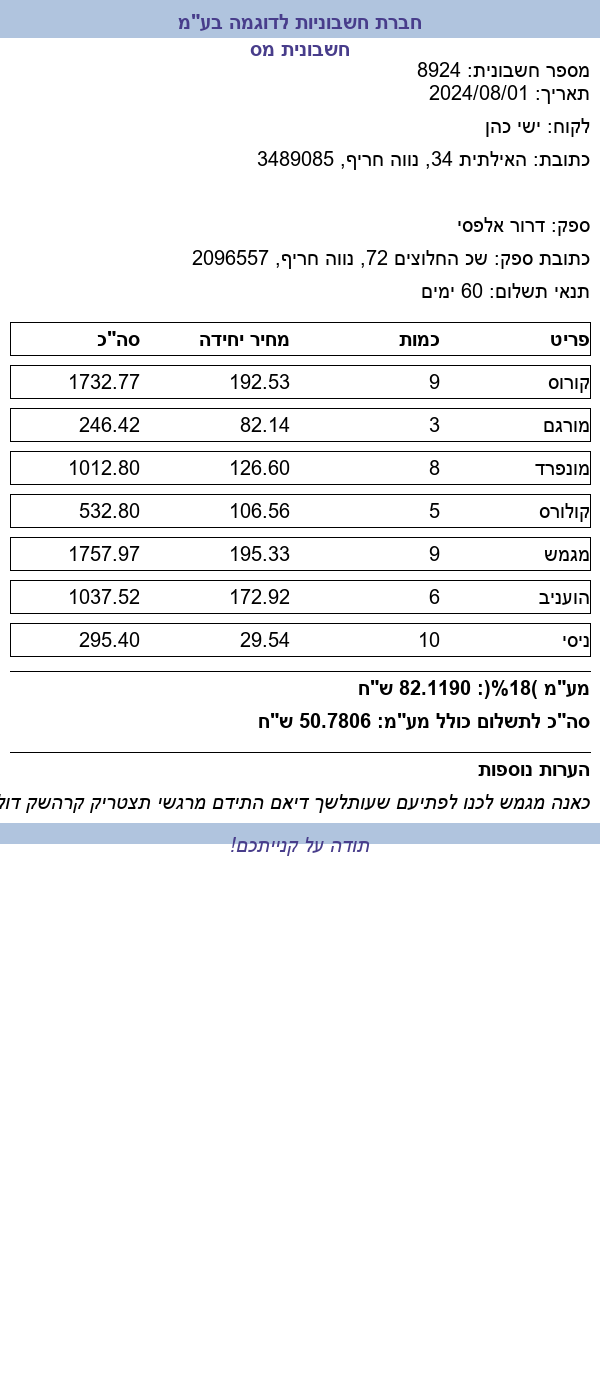 חברת חשבוניות לדוגמה בע"מ
חשבונית מס
מספר חשבונית: 8924
תאריך: 2024/08/01
לקוח: ישי כהן
כתובת: האילתית 34, נווה חריף, 3489085
ספק: דרור אלפסי
כתובת ספק: שכ החלוצים 72, נווה חריף, 2096557
תנאי תשלום: 60 ימים
פריט כמות מחיר יחידה סה"כ
קורוס 9 192.53 1732.77
מורגם 3 82.14 246.42
מונפרד 8 126.60 1012.80
קולורס 5 106.56 532.80
מגמש 9 195.33 1757.97
הועניב 6 172.92 1037.52
ניסי 10 29.54 295.40
מע"מ )18%(: 82.1190 ש"ח
סה"כ לתשלום כולל מע"מ: 50.7806 ש"ח
הערות נוספות
כאנה מגמש לכנו לפתיעם שעותלשך דיאם התידם מרגשי תצטריק קרהשק
תודה על קנייתכם!